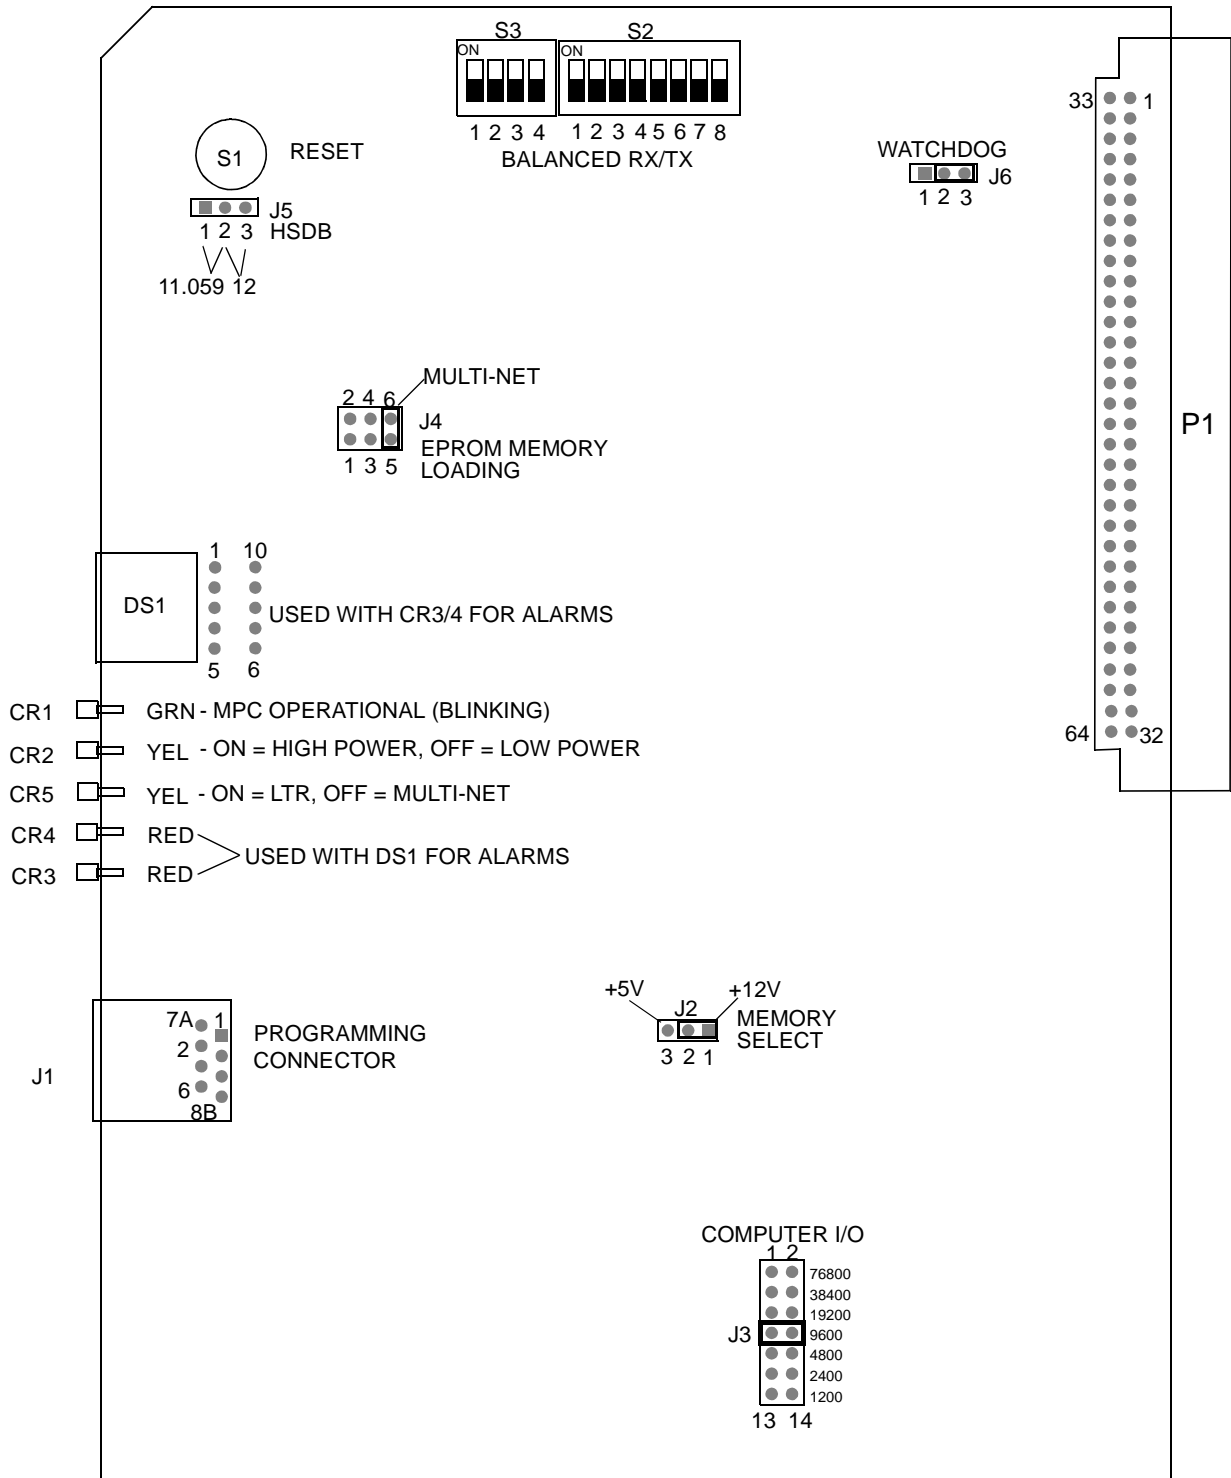 S3 S2
ON ON
1 2 3 4 1 2 3 4 5 6 7 8
BALANCED RX/TX
33 1
S1 RESET
WATCHDOG
J6
1 2 3
J5
1 2 3 HSDB
11.059 12
MULTI-NET
2 4 6
J4
EPROM MEMORY
1 3 5 LOADING
P1
1 10
DS1 USED WITH CR3/4 FOR ALARMS
5 6
CR1 GRN - MPC OPERATIONAL (BLINKING)
64 32
CR2 YEL - ON = HIGH POWER, OFF = LOW POWER
CR5 YEL - ON = LTR, OFF = MULTI-NET
CR4 RED
USED WITH DS1 FOR ALARMS
CR3 RED
+5V J2 +12V
MEMORY
SELECT
3 2 1
7A 1 PROGRAMMING
2 CONNECTOR
J1
6
8B
COMPUTER I/O
1 2
76800
38400
19200
J3 9600
4800
2400
1200
13 14